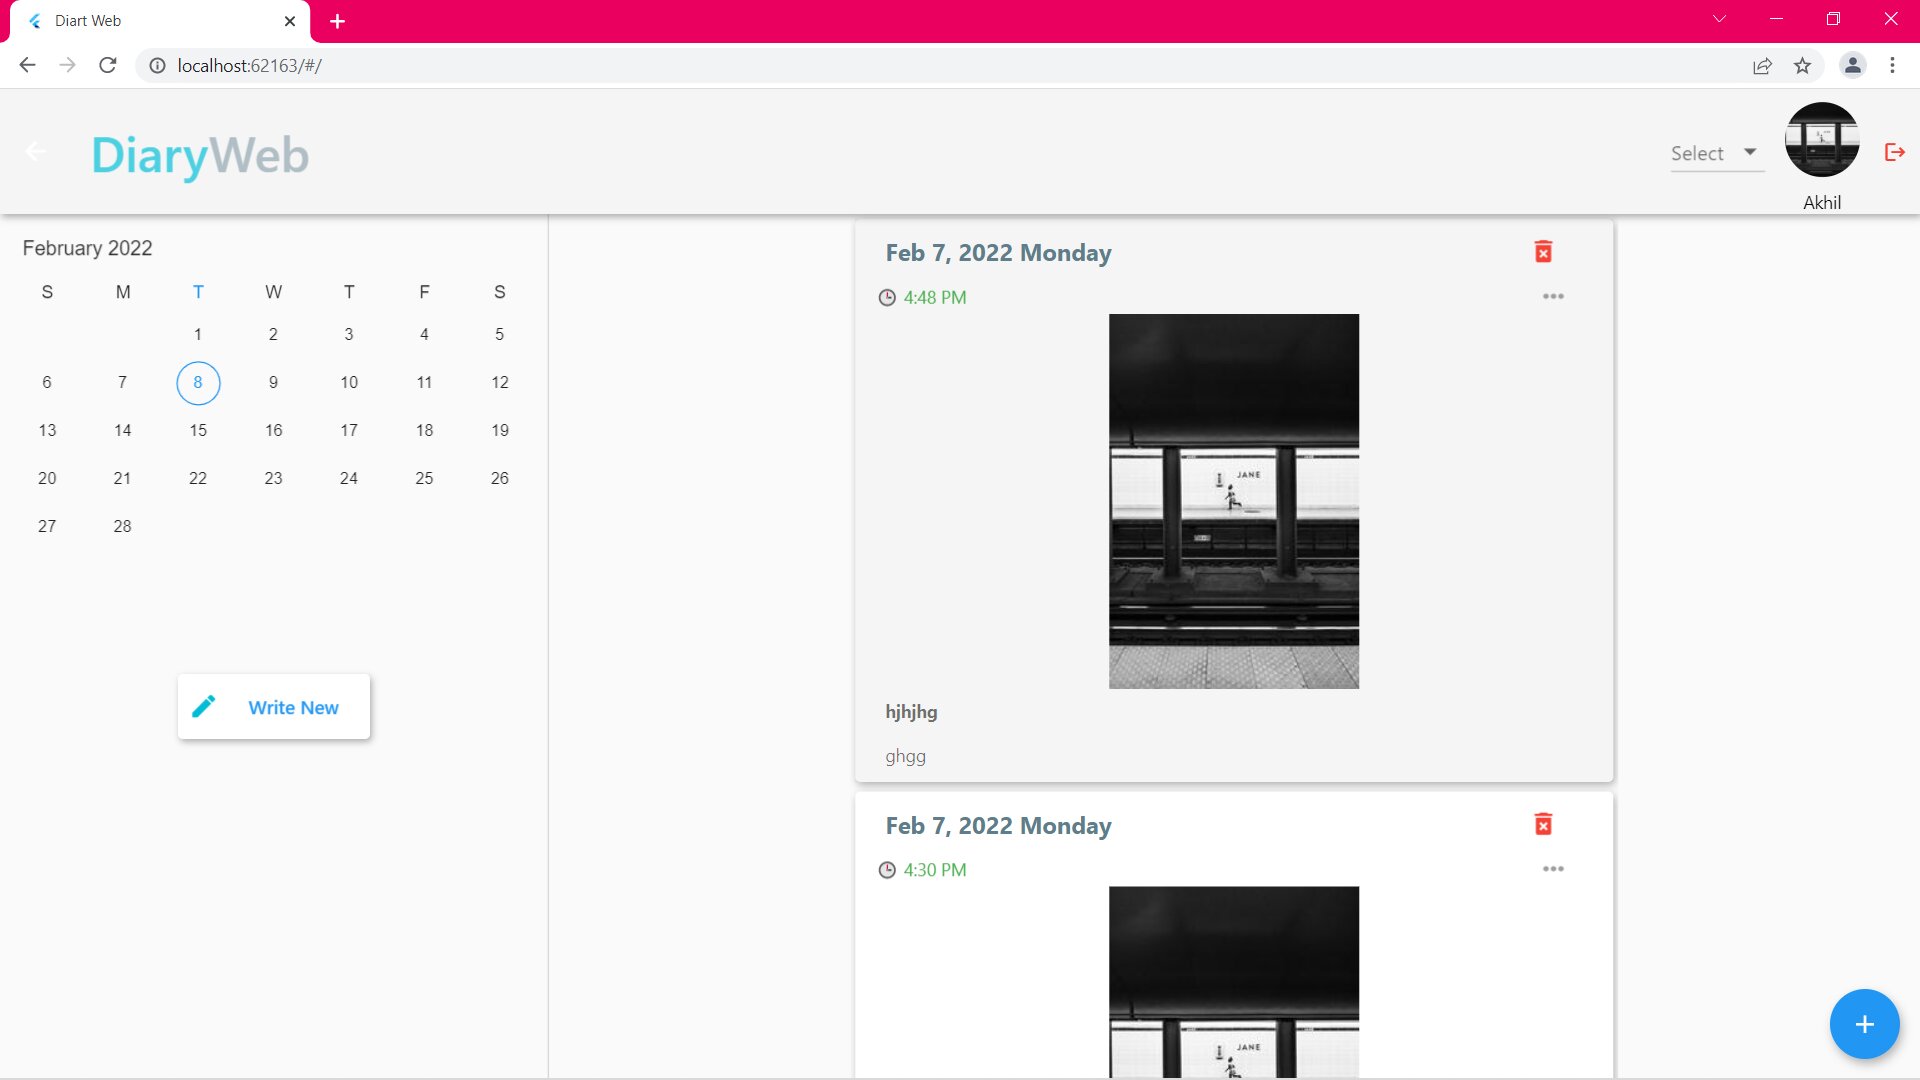 Diart Web
localhost:62163/#/
DiaryWeb
Select
Akhil
February 2022
S M T W T F S
1 2 3 4 5
6 7 8 9 10 11 12
13 14 15 16 17 18 19
20 21 22 23 24 25 26
27 28
Write New
Feb 7, 2022 Monday
4:48 PM
JANE
hjhjhg
ghgg
Feb 7, 2022 Monday
4:30 PM
JANE